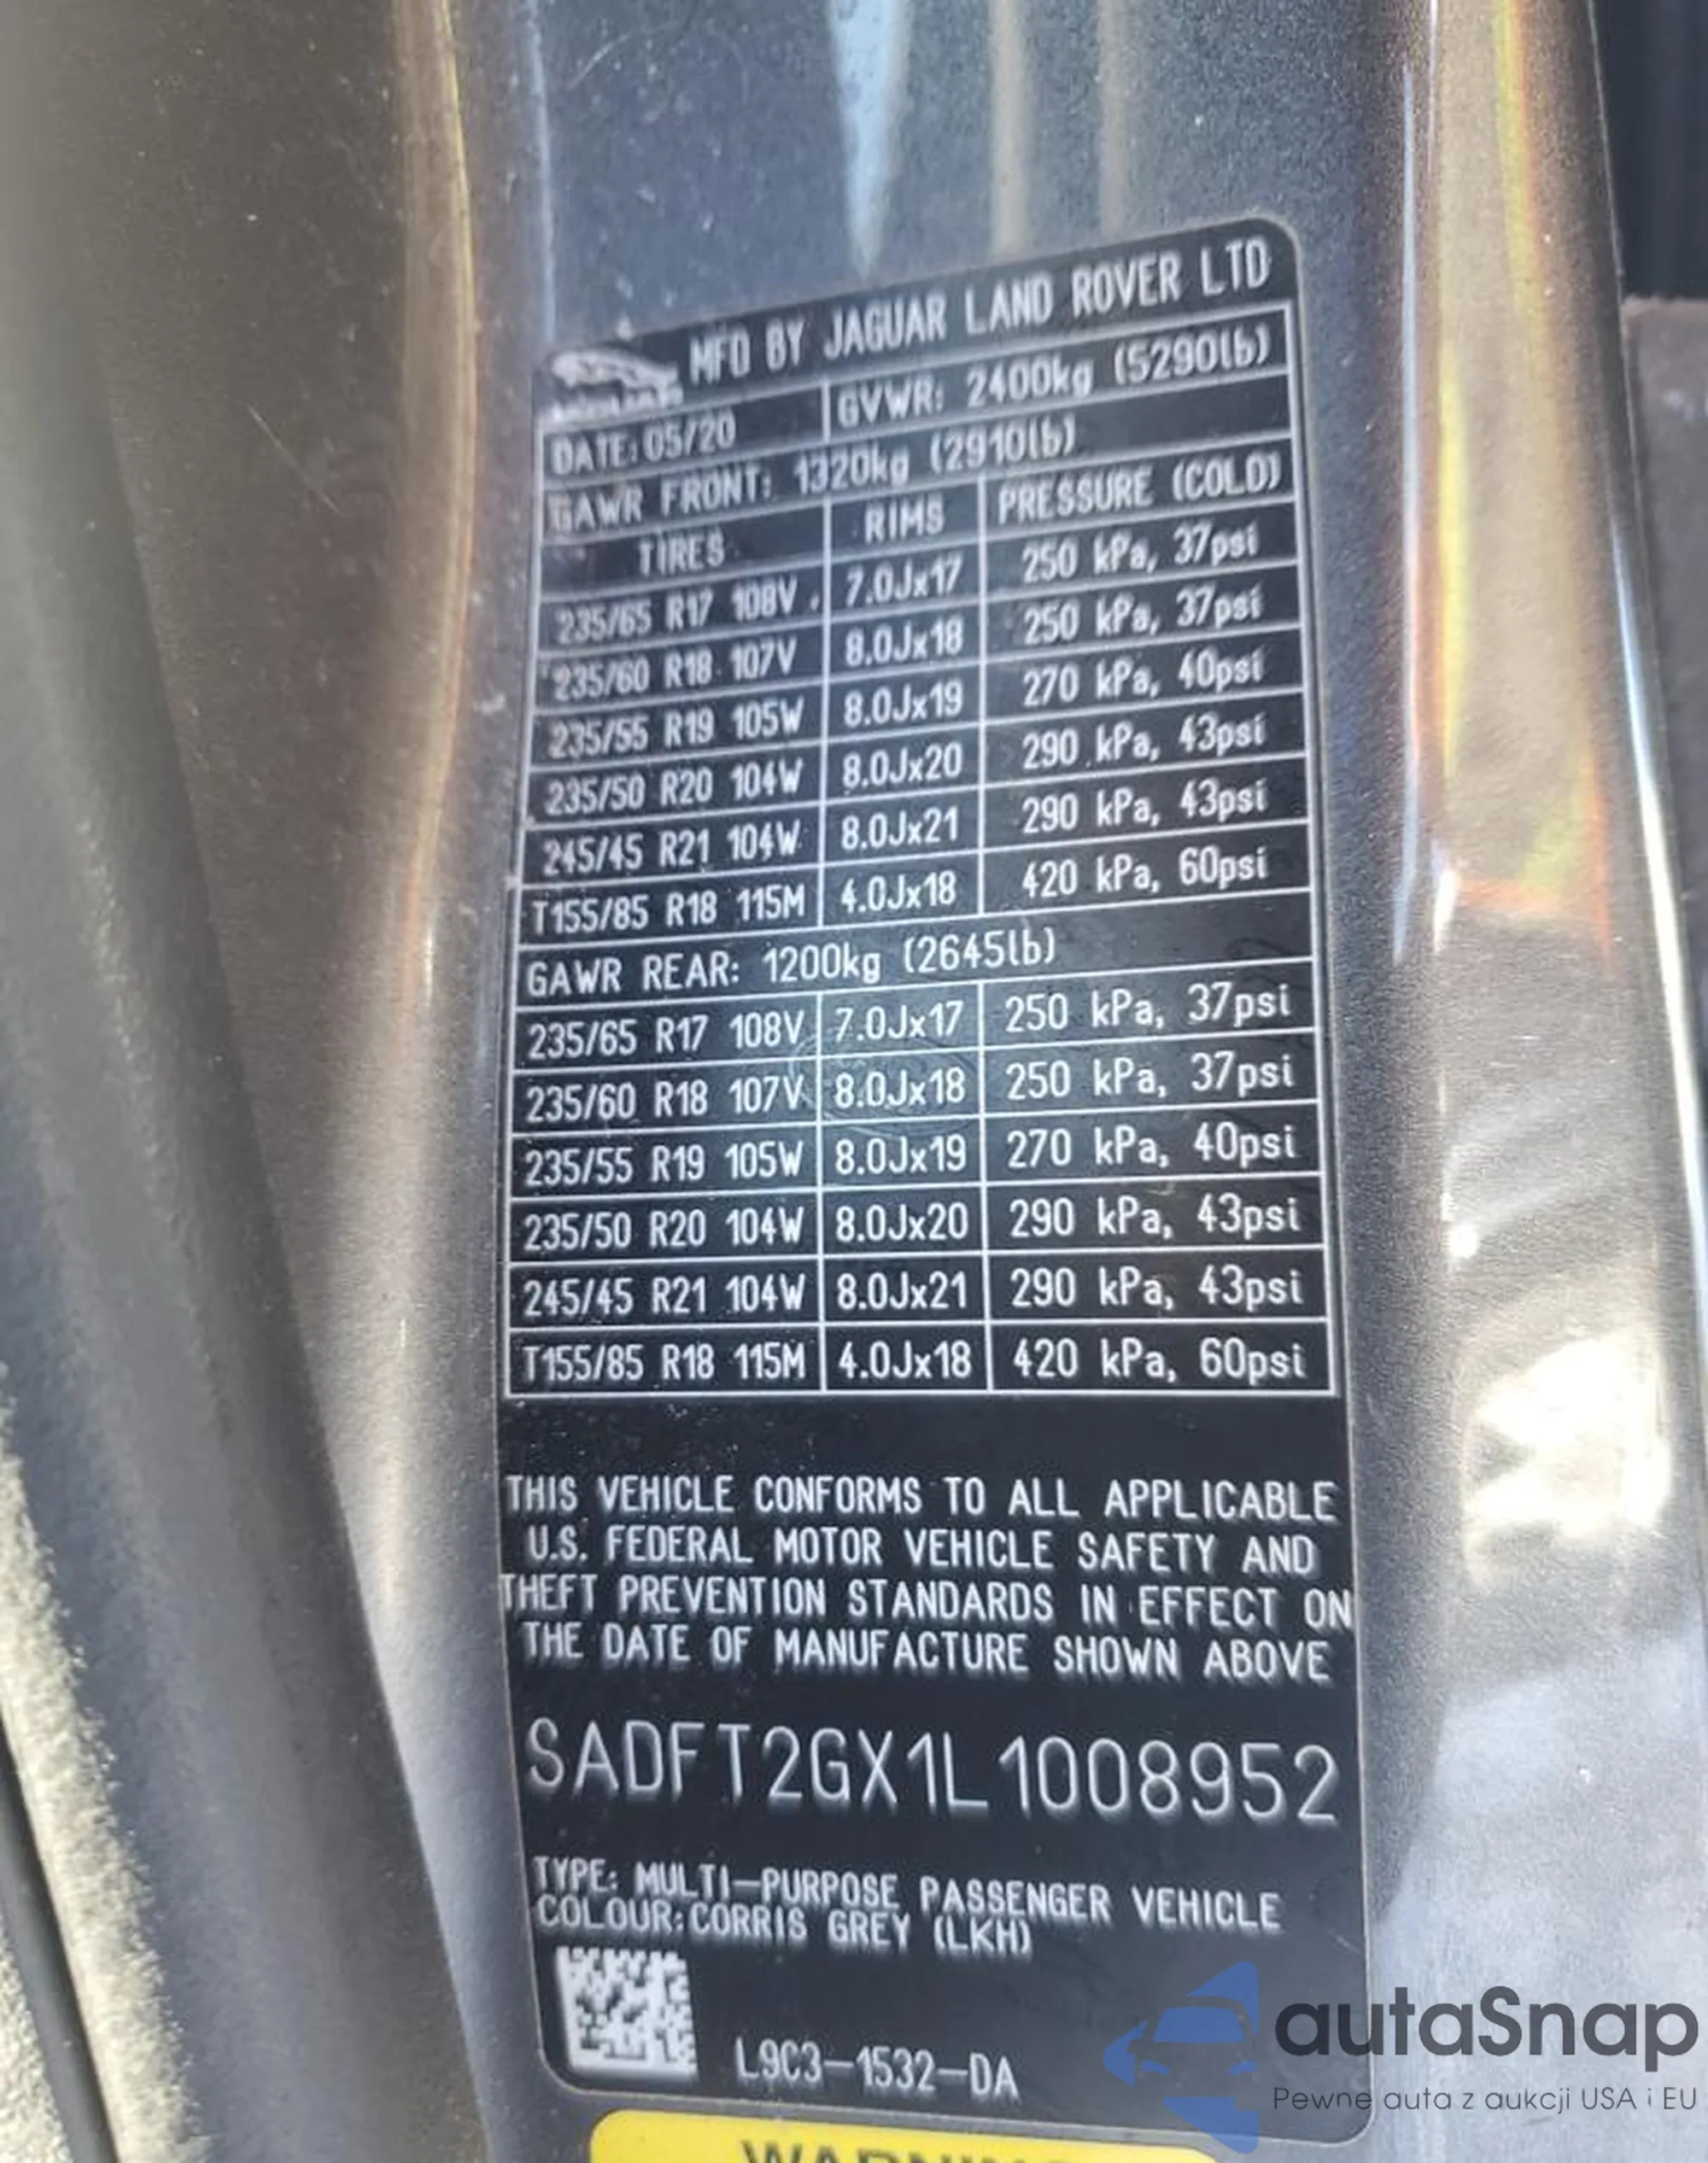 MFD BY JAGUAR LAND ROVER LTD
DATE:05/20 GVWR: 2400kg (5290lb)
GAWR FRONT: 1320kg (2910lb)
TIRES RIMS PRESSURE (COLD)
235/65 R17 108V 7.0Jx17 250 kPa, 37psi
235/60 R18 107V 8.0Jx18 250 kPa, 37psi
235/55 R19 105W 8.0Jx19 270 kPa, 40psi
235/50 R20 104W 8.0Jx20 290 kPa, 43psi
245/45 R21 104W 8.0Jx21 290 kPa, 43psi
T155/85 R18 115M 4.0Jx18 420 kPa, 60psi
GAWR REAR: 1200kg (2645lb)
235/65 R17 108V 7.0Jx17 250 kPa, 37psi
235/60 R18 107V 8.0Jx18 250 kPa, 37psi
235/55 R19 105W 8.0Jx19 270 kPa, 40psi
235/50 R20 104W 8.0Jx20 290 kPa, 43psi
245/45 R21 104W 8.0Jx21 290 kPa, 43psi
T155/85 R18 115M 4.0Jx18 420 kPa, 60psi
THIS VEHICLE CONFORMS TO ALL APPLICABLE
U.S. FEDERAL MOTOR VEHICLE SAFETY AND
THEFT PREVENTION STANDARDS IN EFFECT ON
THE DATE OF MANUFACTURE SHOWN ABOVE
SADFT2GX1L1008952
TYPE: MULTI-PURPOSE PASSENGER VEHICLE
COLOUR:CORRIS GREY (LKH)
L9C3-1532-DA
WARNING
autaSnap
Pewne auta z aukcji USA i EU